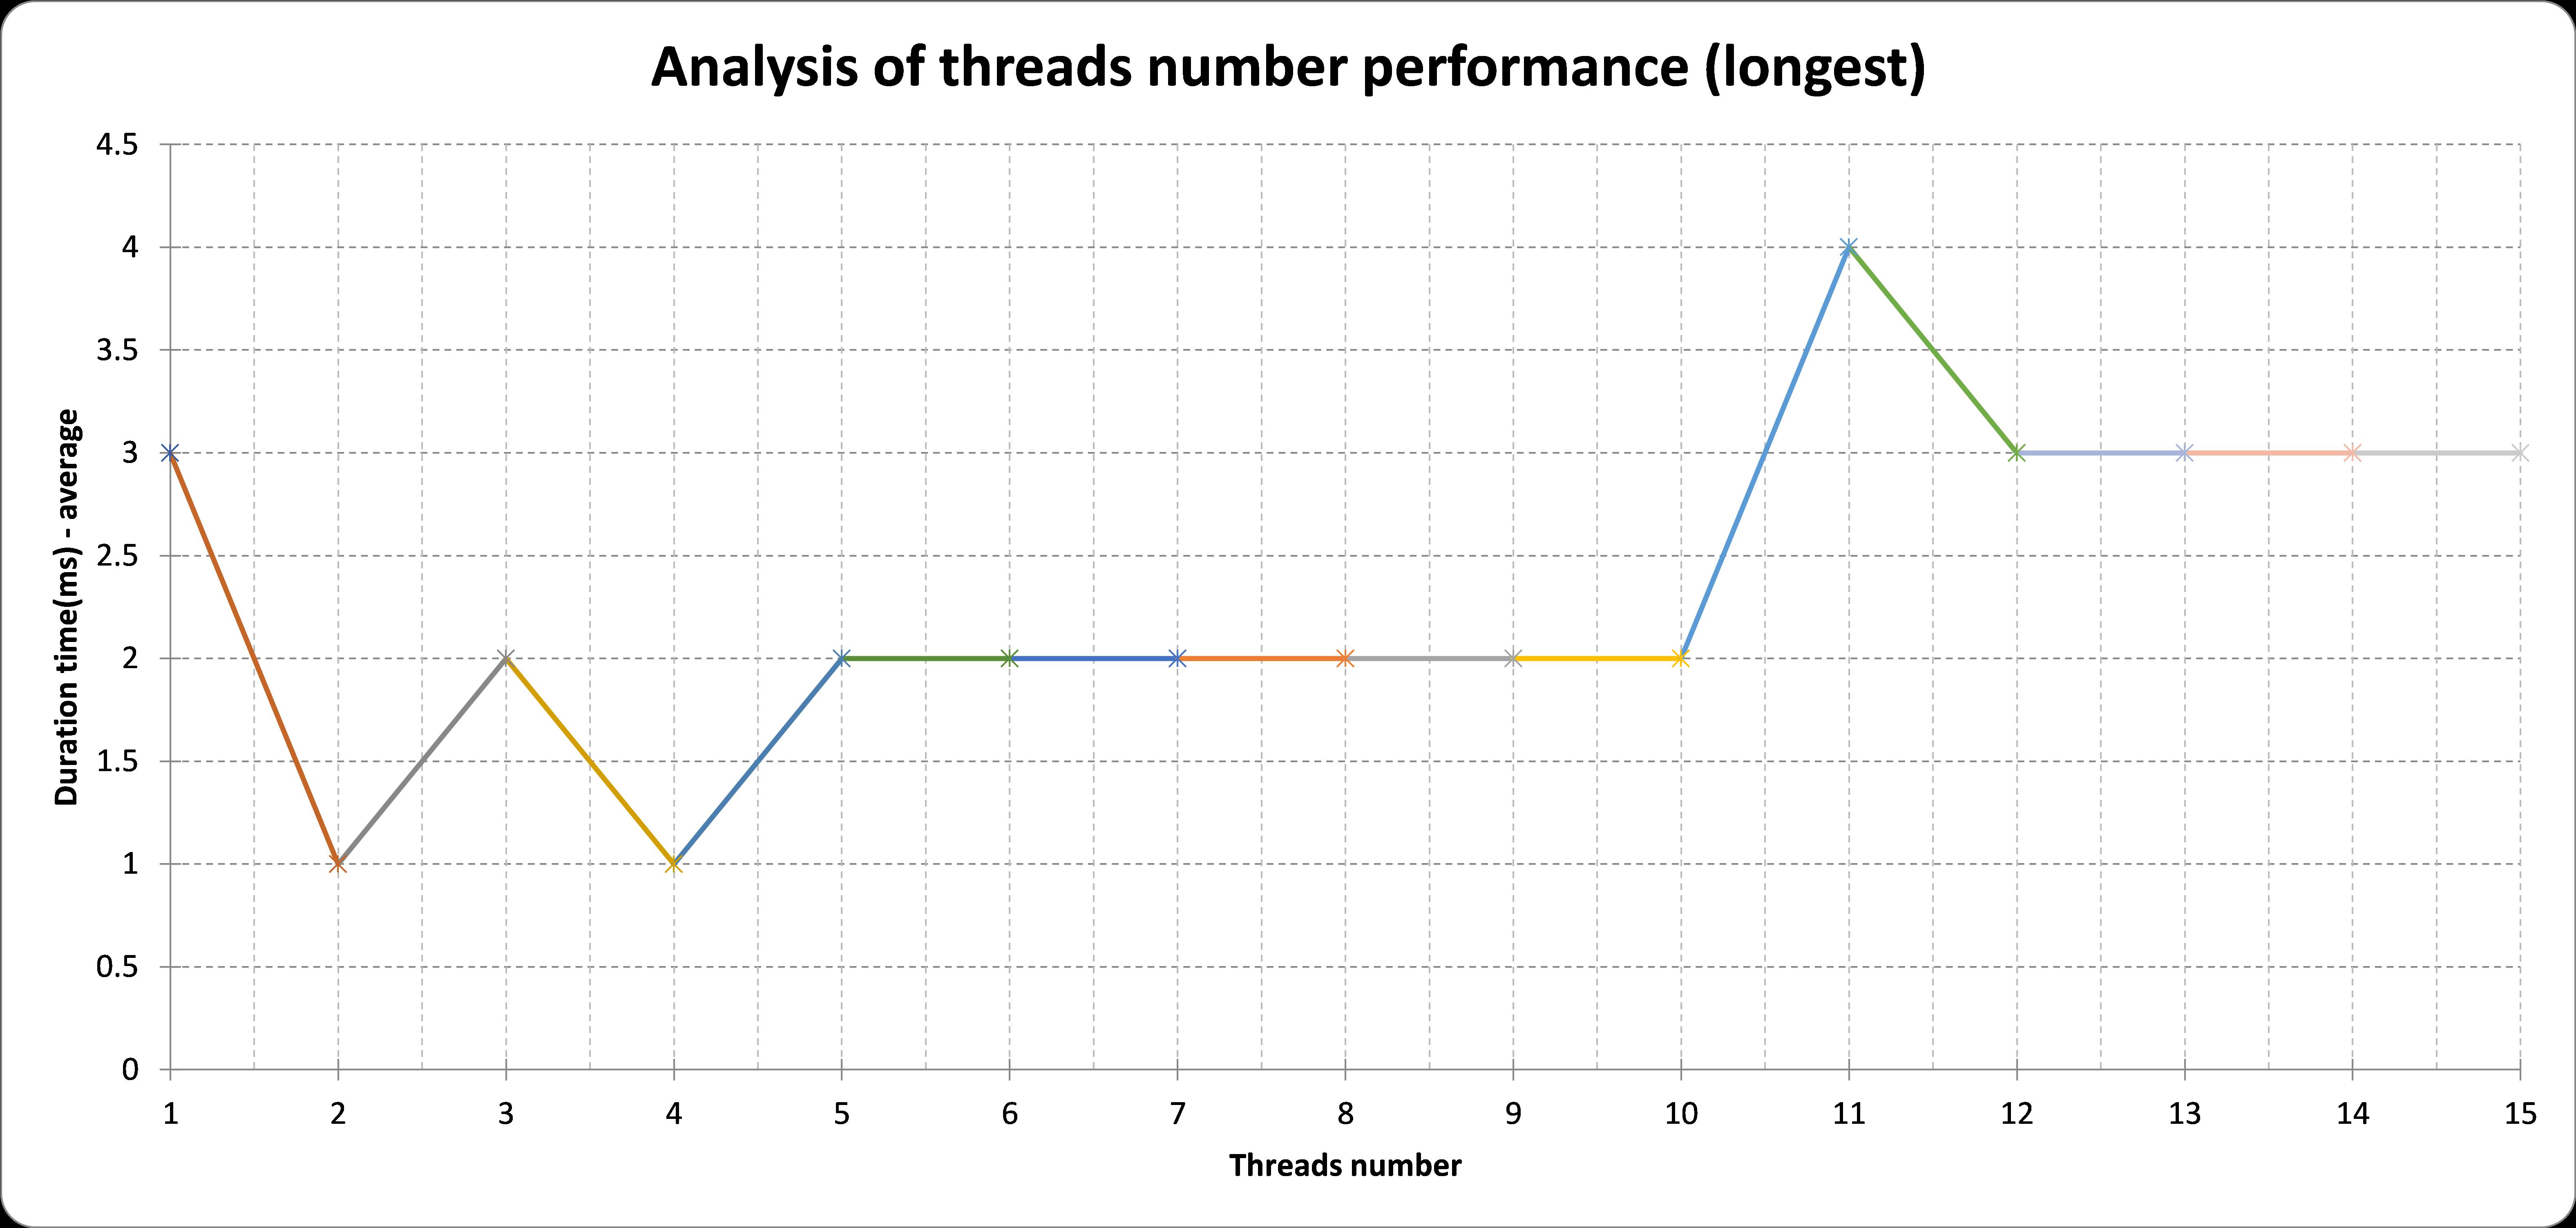 Analysis of threads number performance (longest)
4.5
4
3.5
3
2.5
2
1.5
1
0.5
0
Duration time(ms) - average
1 2 3 4 5 6 7 8 9 10 11 12 13 14 15
Threads number